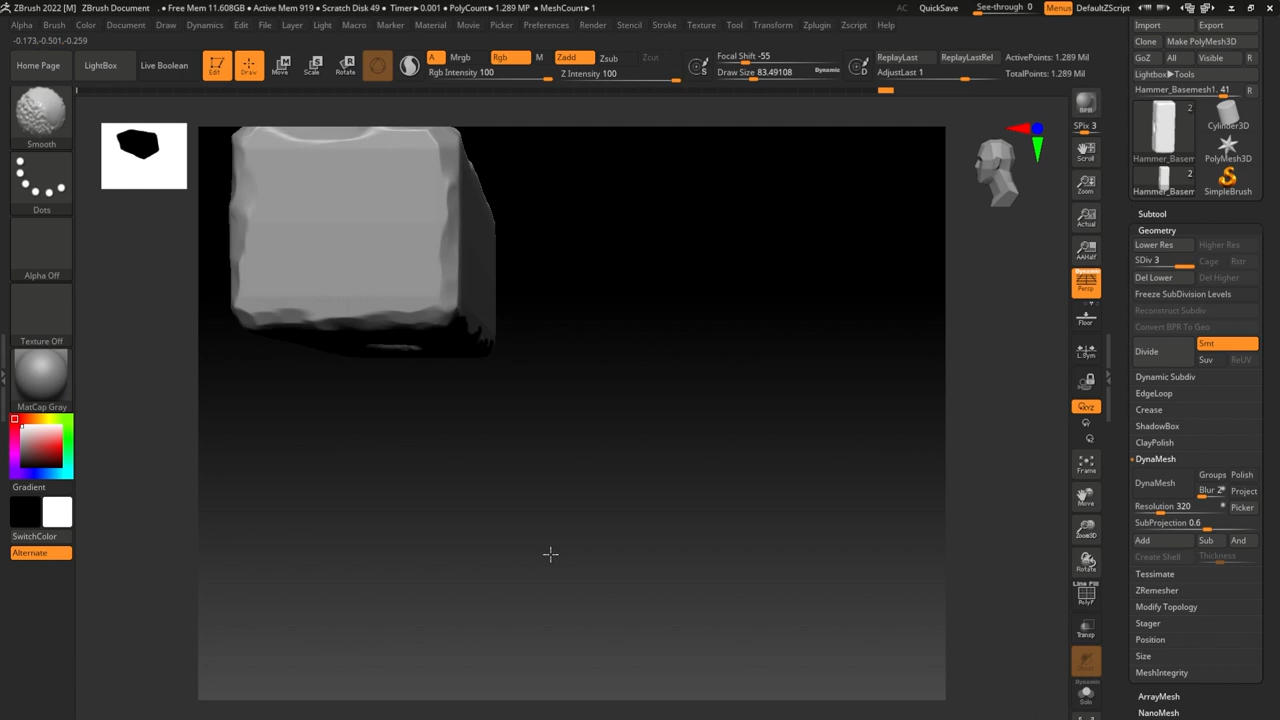 ZBrush 2022 [M] ZBrush Document . • Free Mem 11.608GB • Active Mem 919 • Scratch Disk 49 • Timer▸0.001 • PolyCount▸1.289 MP • MeshCount▸1 AC QuickSave See-through 0 Menus DefaultZScript
Alpha Brush Color Document Draw Dynamics Edit File Layer Light Macro Marker Material Movie Picker Preferences Render Stencil Stroke Texture Tool Transform Zplugin Zscript Help
-0.173,-0.501,-0.259
Home Page LightBox Live Boolean Edit Draw Move Scale Rotate
A Mrgb Rgb M Zadd Zsub Zcut
Rgb Intensity 100 Z Intensity 100
S Focal Shift -55
Draw Size 83.49108 Dynamic
D ReplayLast ReplayLastRel ActivePoints: 1.289 Mil
AdjustLast 1 TotalPoints: 1.289 Mil
Smooth
Dots
Alpha Off
Texture Off
MatCap Gray
Gradient
SwitchColor
Alternate
BPR
SPix 3
Scroll
Zoom
Actual
AAHalf
Dynamic
Persp
Floor
L.Sym
XYZ
Frame
Move
Zoom3D
Rotate
Line Fill
PolyF
Transp
Dynamic
Solo
Import Export
Clone Make PolyMesh3D
GoZ All Visible R
Lightbox▸Tools
Hammer_Basemesh1. 41 R
2
Hammer_Basem
Cylinder3D
PolyMesh3D
2
Hammer_Basem
SimpleBrush
Subtool
Geometry
Lower Res Higher Res
SDiv 3 Cage Rstr
Del Lower Del Higher
Freeze SubDivision Levels
Reconstruct Subdiv
Convert BPR To Geo
Divide Smt
Suv ReUV
Dynamic Subdiv
EdgeLoop
Crease
ShadowBox
ClayPolish
DynaMesh
DynaMesh Groups Polish
Blur 2 Project
Resolution 320 Picker
SubProjection 0.6
Add Sub And
Create Shell Thickness
Tessimate
ZRemesher
Modify Topology
Stager
Position
Size
MeshIntegrity
ArrayMesh
NanoMesh